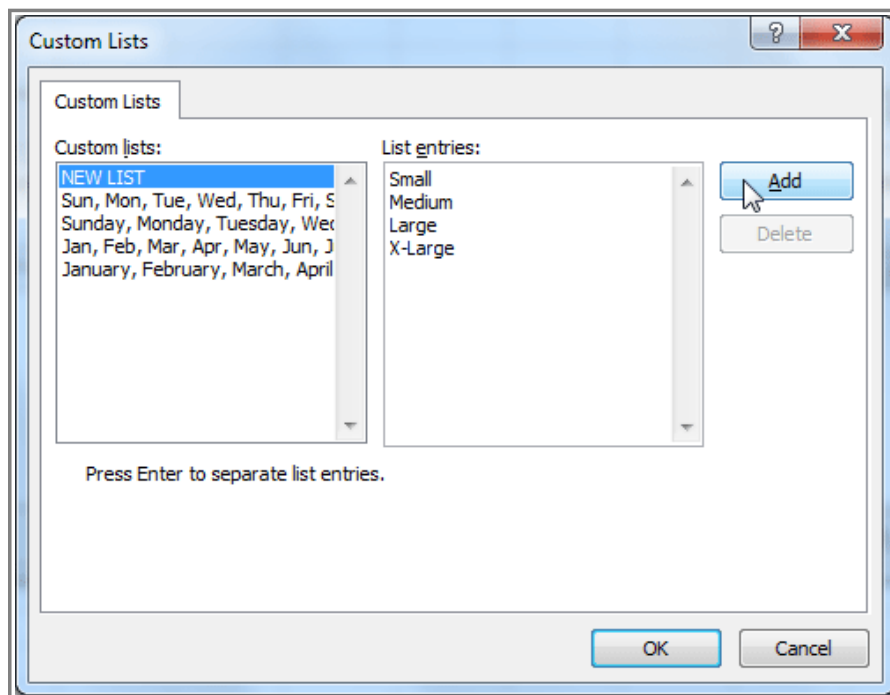 Custom Lists
Custom Lists
Custom lists:
NEW LIST
Sun, Mon, Tue, Wed, Thu, Fri, S
Sunday, Monday, Tuesday, Wed
Jan, Feb, Mar, Apr, May, Jun, J
January, February, March, April
List entries:
Small
Medium
Large
X-Large
Add
Delete
Press Enter to separate list entries.
OK
Cancel